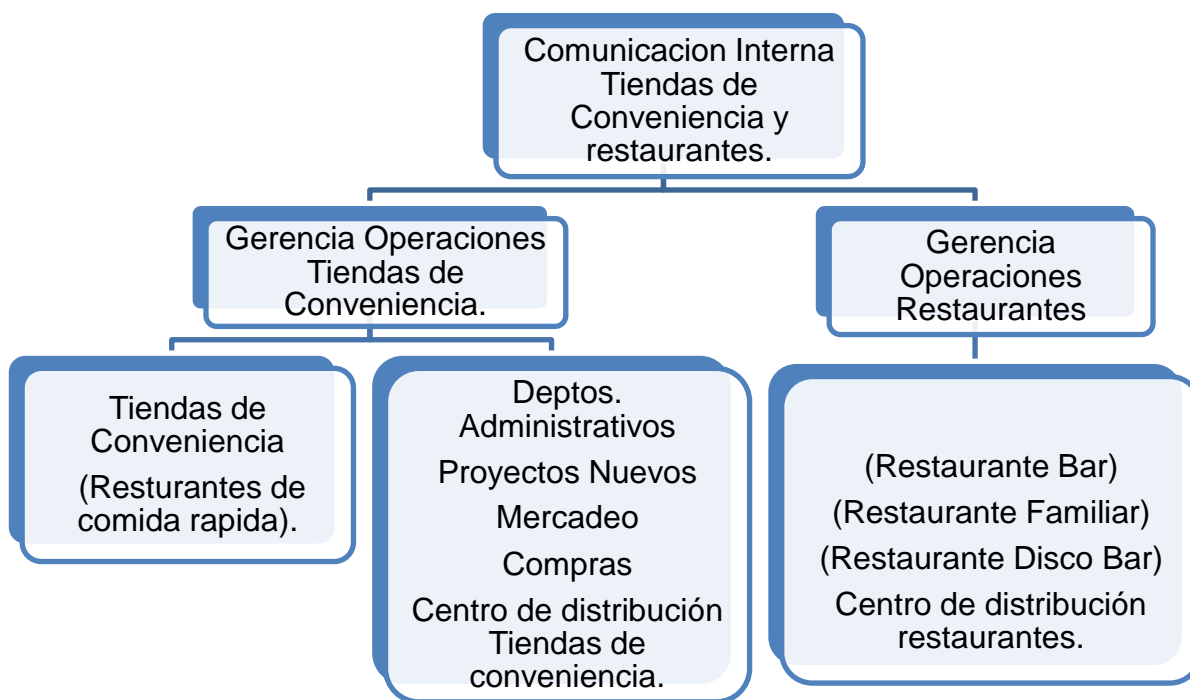 Comunicacion Interna
Tiendas de
Conveniencia y
restaurantes.
Gerencia Operaciones
Tiendas de
Conveniencia.
Gerencia
Operaciones
Restaurantes
Tiendas de
Conveniencia
(Resturantes de
comida rapida).
Deptos.
Administrativos
Proyectos Nuevos
Mercadeo
Compras
Centro de distribución
Tiendas de
conveniencia.
(Restaurante Bar)
(Restaurante Familiar)
(Restaurante Disco Bar)
Centro de distribución
restaurantes.